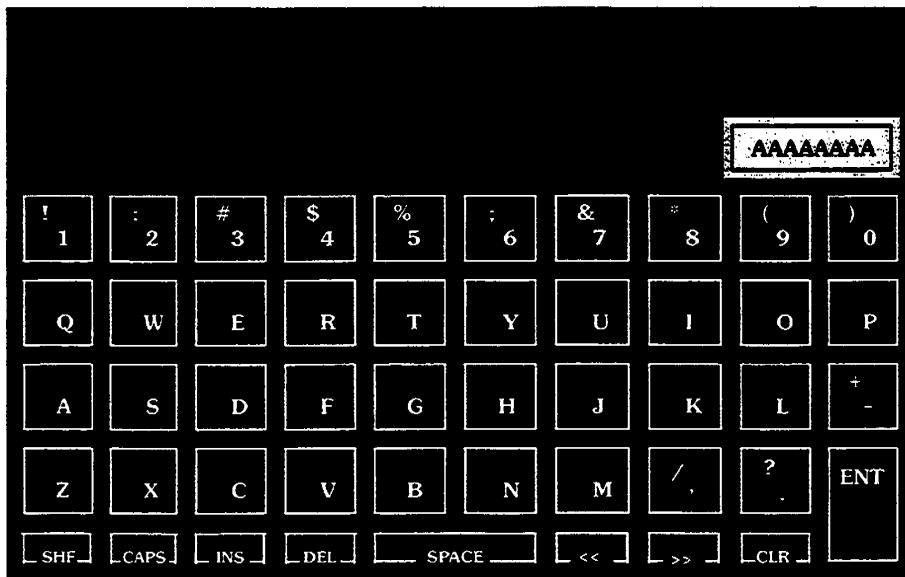 AAAAAAAA
! : # $ % ; & * ( )
1 2 3 4 5 6 7 8 9 0
Q W E R T Y U I O P
A S D F G H J K L + -
Z X C V B N M / , ? . ENT
SHF CAPS INS DEL SPACE << >> CLR